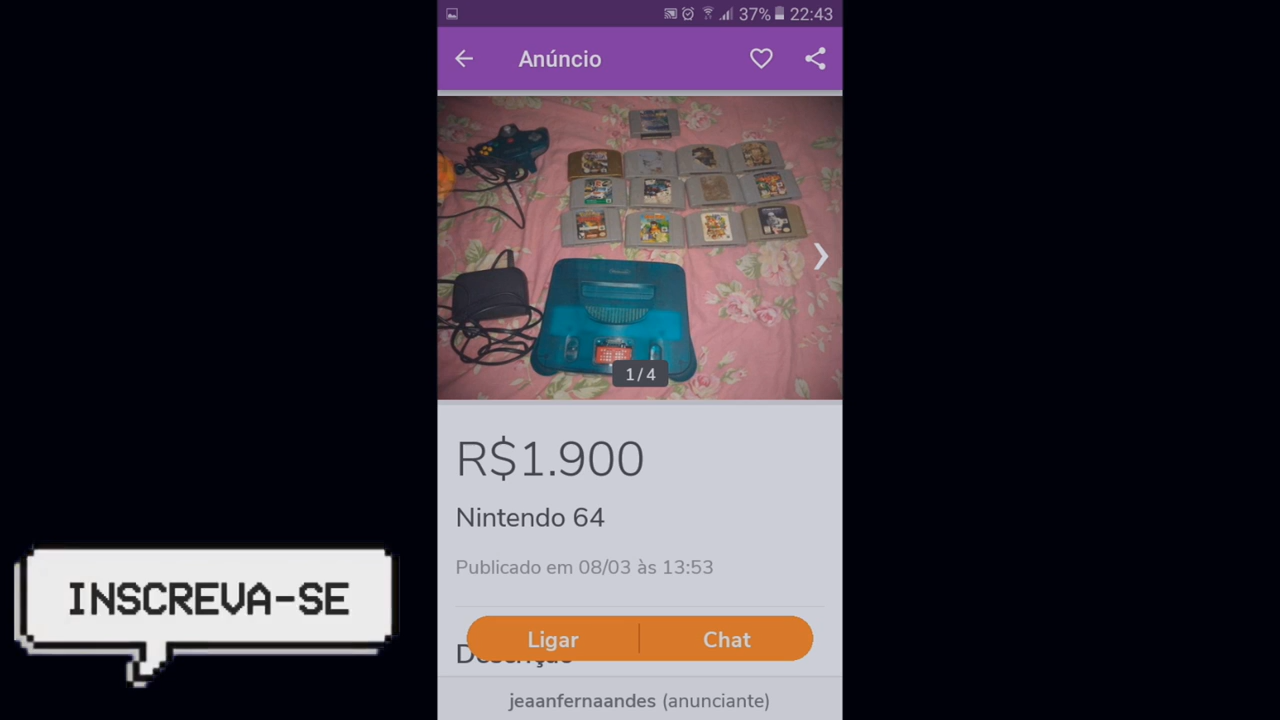 37% 22:43
Anúncio
1/4
R$1.900
Nintendo 64
Publicado em 08/03 às 13:53
Ligar
Chat
Descrição
jeaanfernaandes (anunciante)
INSCREVA-SE